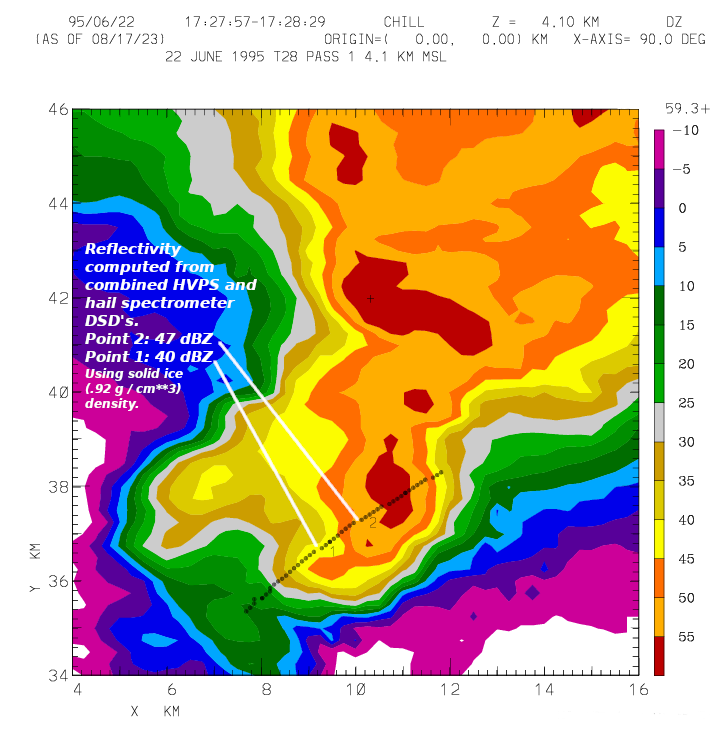 95/06/22 17:27:57-17:28:29 CHILL Z = 4.10 KM DZ
(AS OF 08/17/23) ORIGIN=( 0.00, 0.00) KM X-AXIS= 90.0 DEG
22 JUNE 1995 T28 PASS 1 4.1 KM MSL
59.3+
46
44
42
40
38
36
34
Y KM
Reflectivity
computed from
combined HVPS and
hail spectrometer
DSD's.
Point 2: 47 dBZ
Point 1: 40 dBZ
Using solid ice
(.92 g / cm**3)
density.
1
2
-10
-5
0
5
10
15
20
25
30
35
40
45
50
55
4 6 8 10 12 14 16
X KM